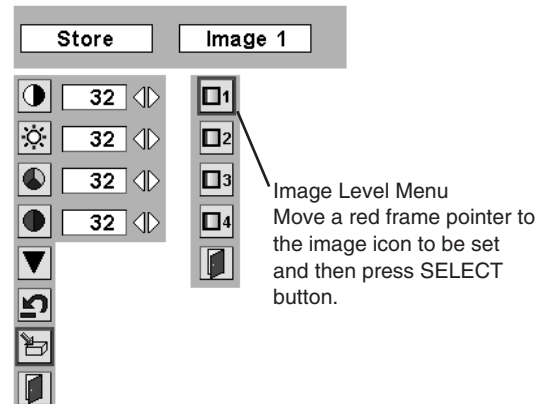 Store
Image 1
32
32
32
32
1
2
3
4
Image Level Menu
Move a red frame pointer to
the image icon to be set
and then press SELECT
button.